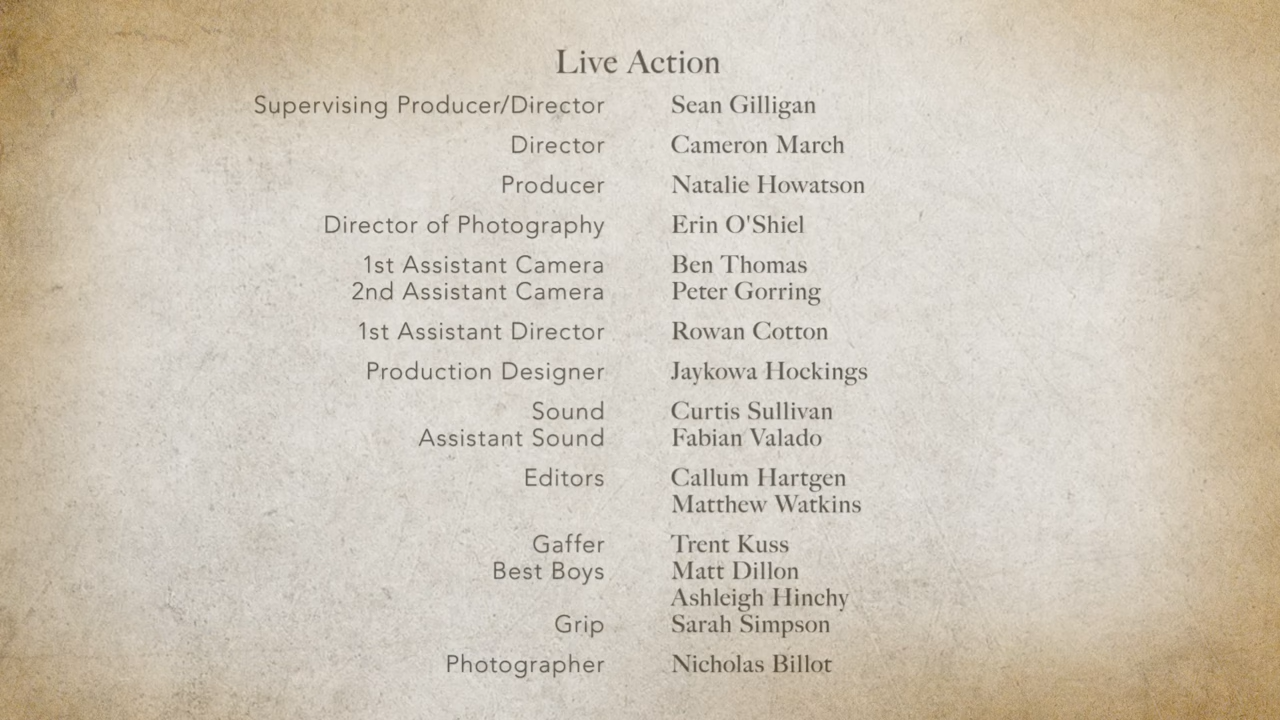 Live Action
Supervising Producer/Director Sean Gilligan
Director Cameron March
Producer Natalie Howatson
Director of Photography Erin O'Shiel
1st Assistant Camera Ben Thomas
2nd Assistant Camera Peter Gorring
1st Assistant Director Rowan Cotton
Production Designer Jaykowa Hockings
Sound Curtis Sullivan
Assistant Sound Fabian Valado
Editors Callum Hartgen
Matthew Watkins
Gaffer Trent Kuss
Best Boys Matt Dillon
Ashleigh Hinchy
Grip Sarah Simpson
Photographer Nicholas Billot